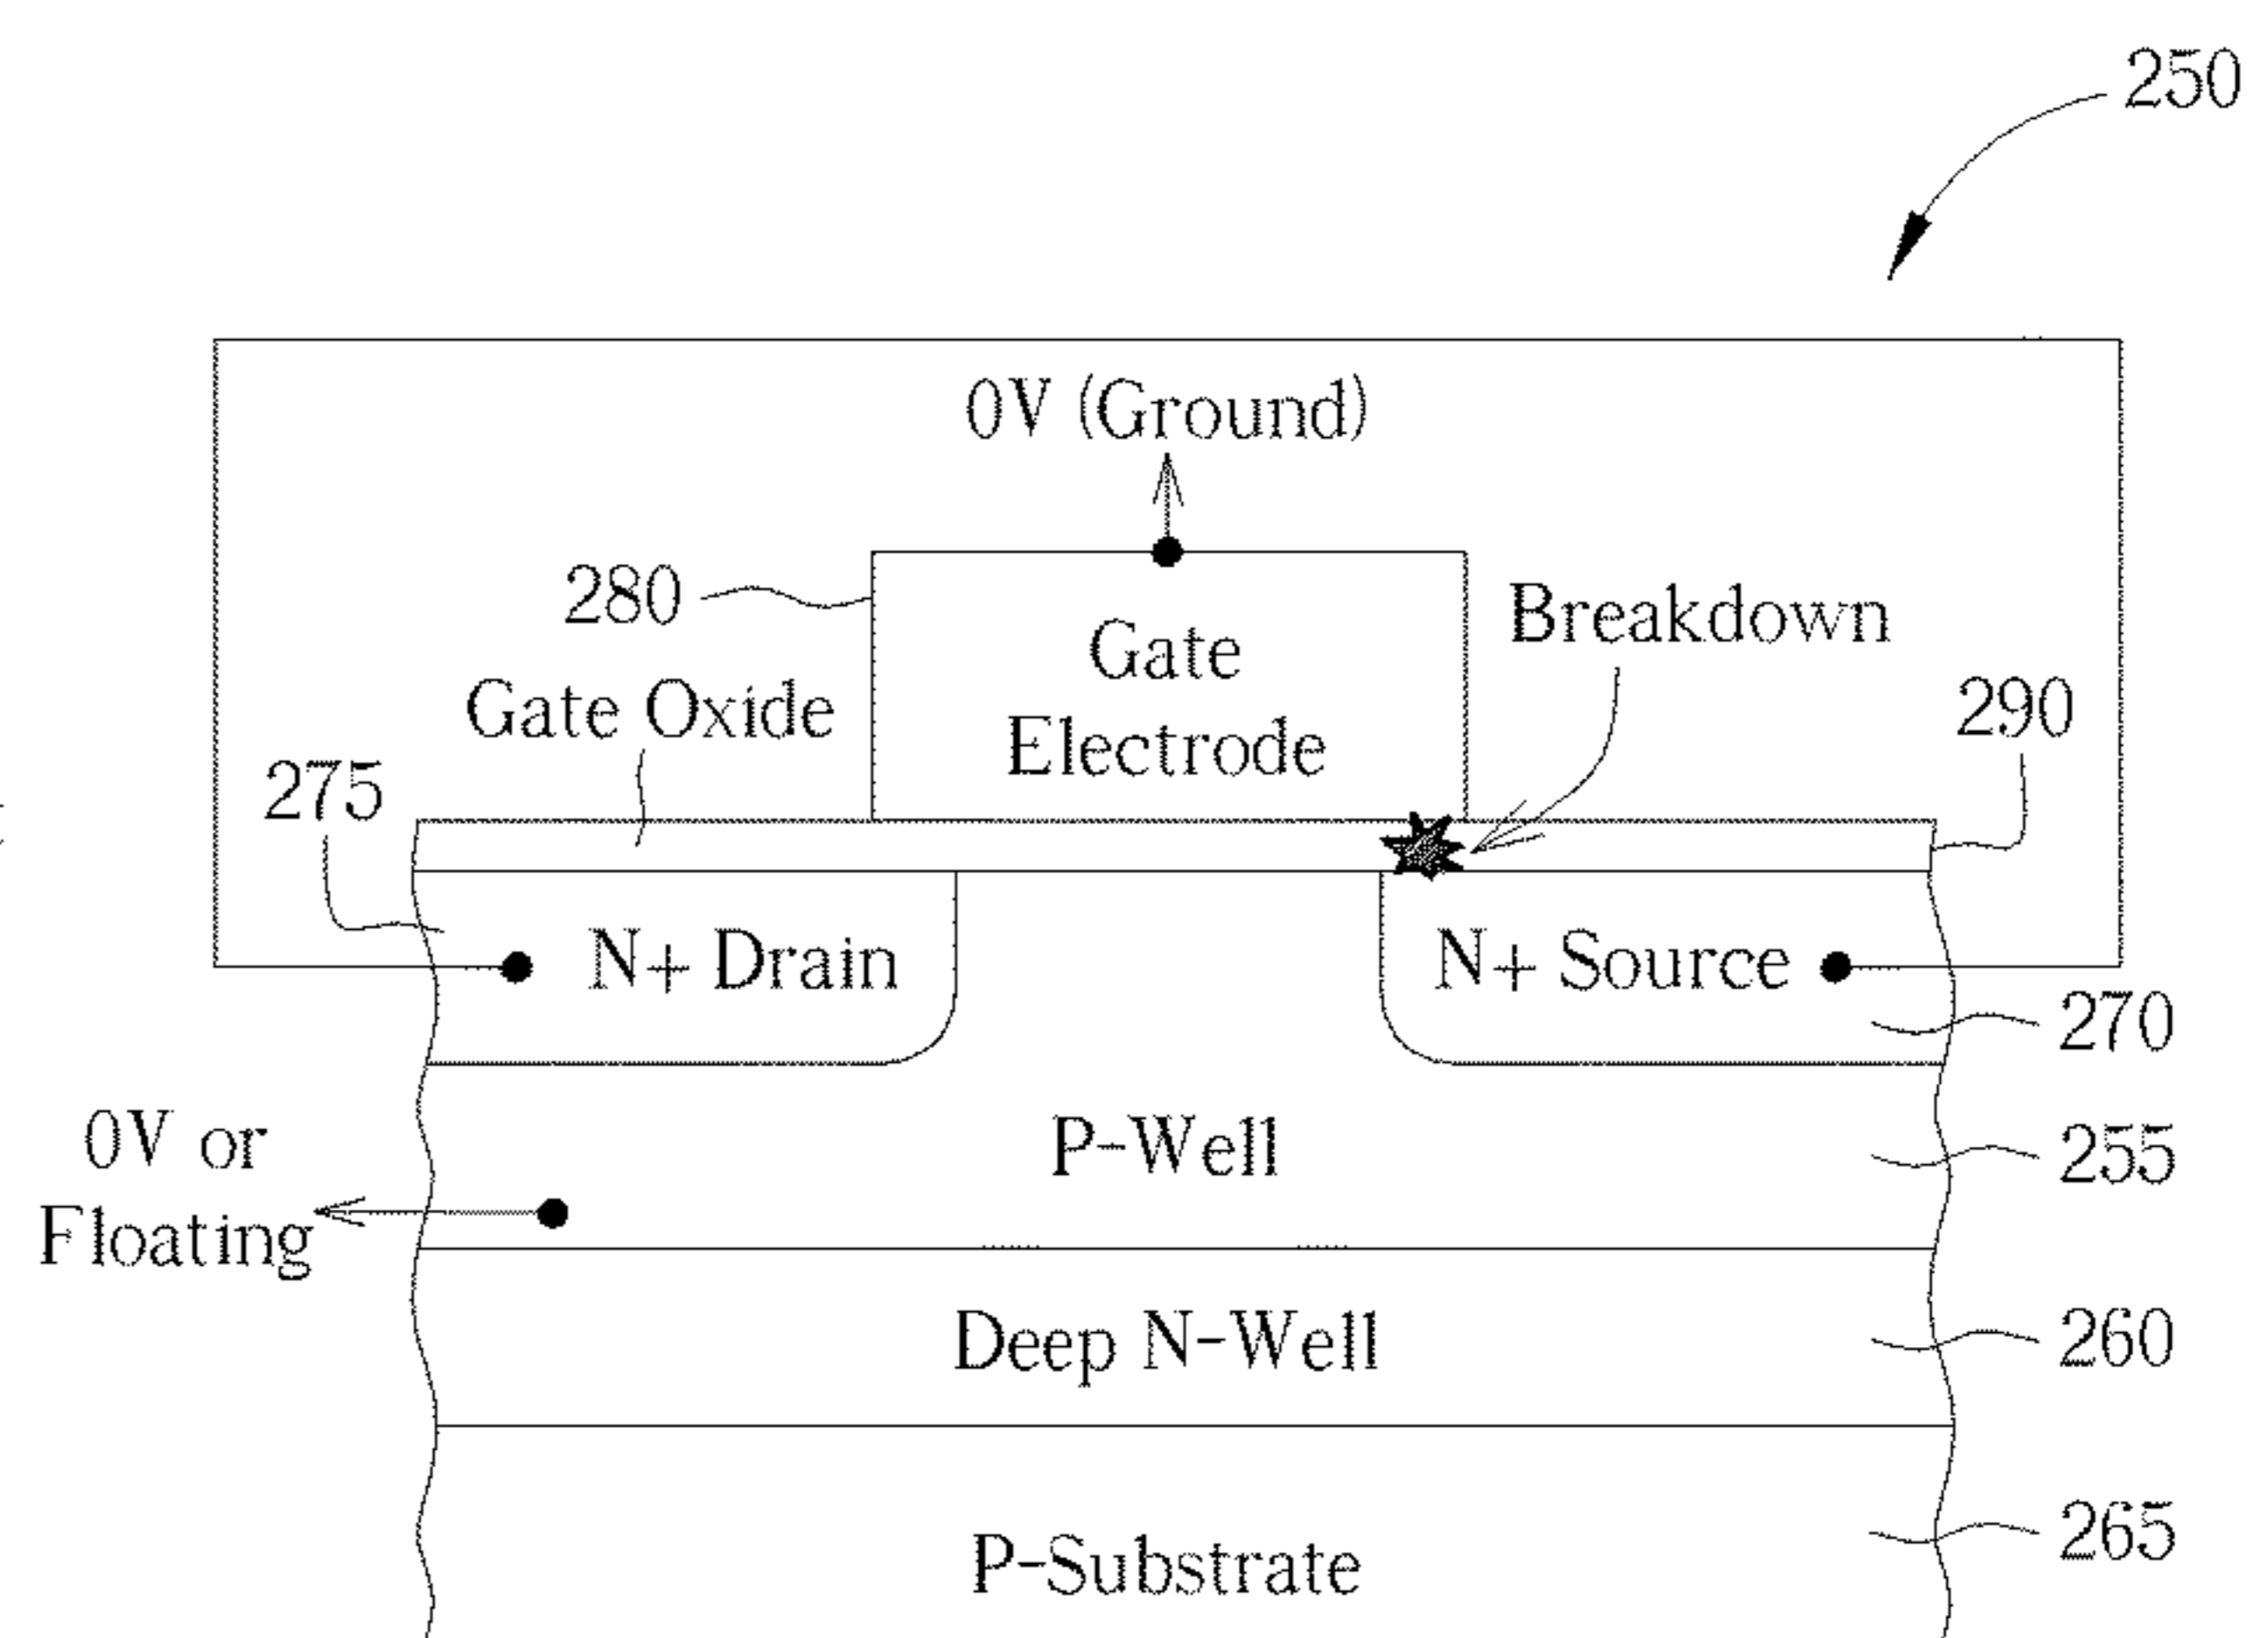 250
0V (Ground)
280
Gate
Electrode
Breakdown
Gate Oxide
290
275
N+ Drain
N+ Source
270
0V or
Floating
P-Well
255
Deep N-Well
260
P-Substrate
265